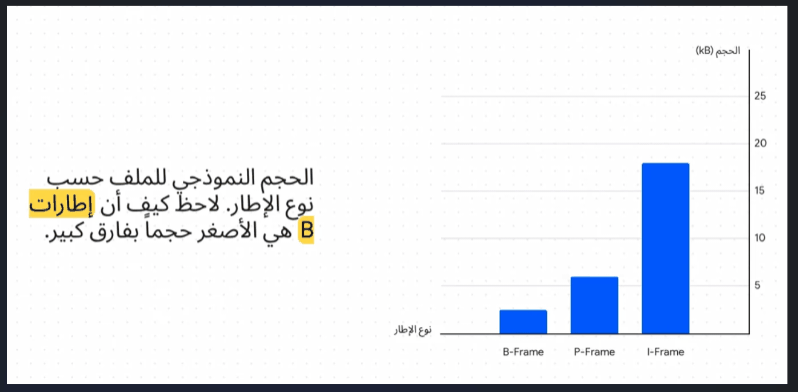 الحجم النموذجي للملف حسب
نوع الإطار. لاحظ كيف أن إطارات
B هي الأصغر حجماً بفارق كبير.
الحجم (kB)
25
20
15
10
5
نوع الإطار
I-Frame
P-Frame
B-Frame